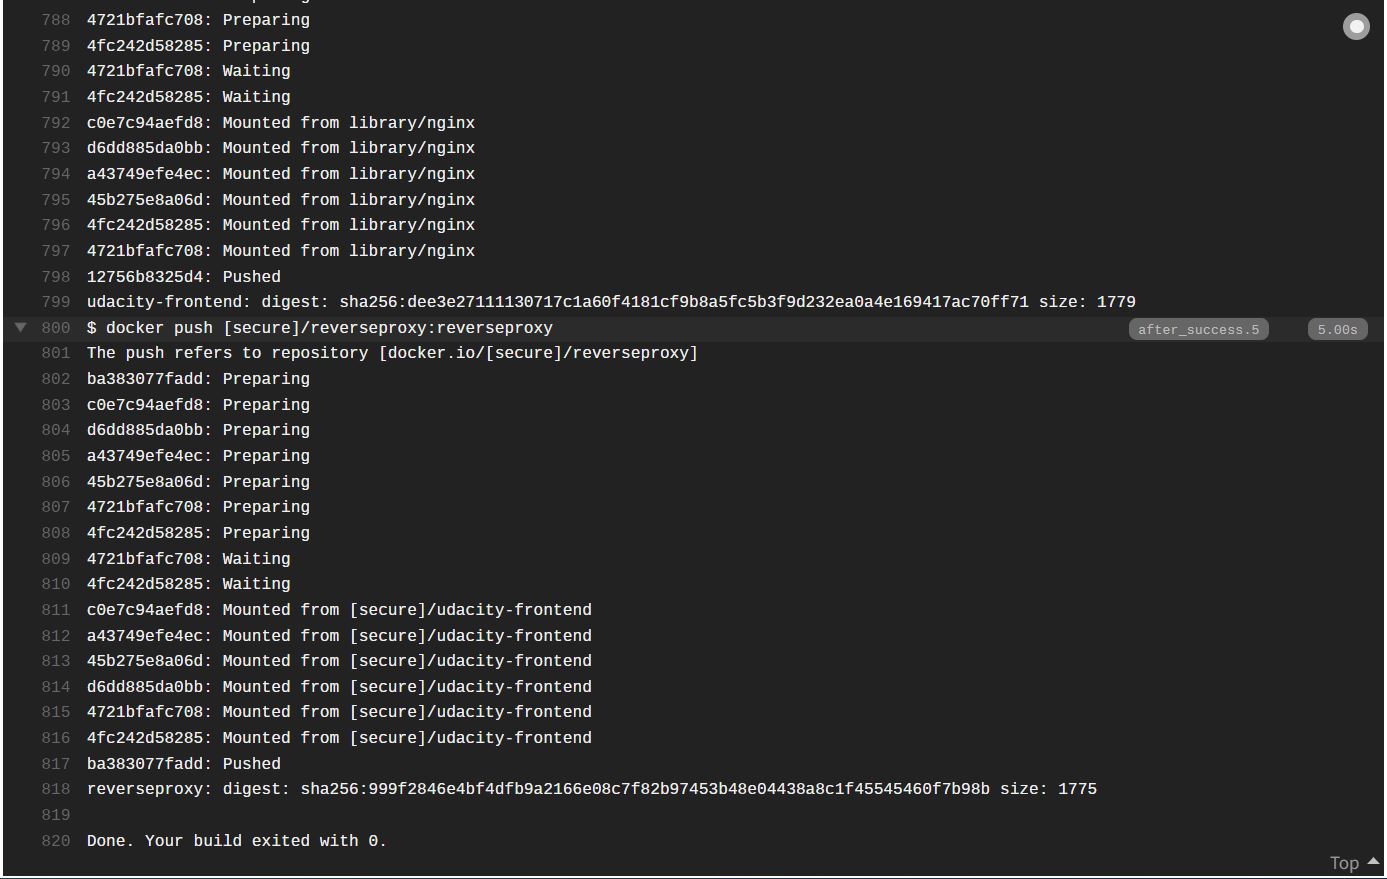 788 4721bfafc708: Preparing
789 4fc242d58285: Preparing
790 4721bfafc708: Waiting
791 4fc242d58285: Waiting
792 c0e7c94aefd8: Mounted from library/nginx
793 d6dd885da0bb: Mounted from library/nginx
794 a43749efe4ec: Mounted from library/nginx
795 45b275e8a06d: Mounted from library/nginx
796 4fc242d58285: Mounted from library/nginx
797 4721bfafc708: Mounted from library/nginx
798 12756b8325d4: Pushed
799 udacity-frontend: digest: sha256:dee3e27111130717c1a60f4181cf9b8a5fc5b3f9d232ea0a4e169417ac70ff71 size: 1779
800 $ docker push [secure]/reverseproxy:reverseproxy after_success.5 5.00s
801 The push refers to repository [docker.io/[secure]/reverseproxy]
802 ba383077fadd: Preparing
803 c0e7c94aefd8: Preparing
804 d6dd885da0bb: Preparing
805 a43749efe4ec: Preparing
806 45b275e8a06d: Preparing
807 4721bfafc708: Preparing
808 4fc242d58285: Preparing
809 4721bfafc708: Waiting
810 4fc242d58285: Waiting
811 c0e7c94aefd8: Mounted from [secure]/udacity-frontend
812 a43749efe4ec: Mounted from [secure]/udacity-frontend
813 45b275e8a06d: Mounted from [secure]/udacity-frontend
814 d6dd885da0bb: Mounted from [secure]/udacity-frontend
815 4721bfafc708: Mounted from [secure]/udacity-frontend
816 4fc242d58285: Mounted from [secure]/udacity-frontend
817 ba383077fadd: Pushed
818 reverseproxy: digest: sha256:999f2846e4bf4dfb9a2166e08c7f82b97453b48e04438a8c1f45545460f7b98b size: 1775
819
820 Done. Your build exited with 0.
Top